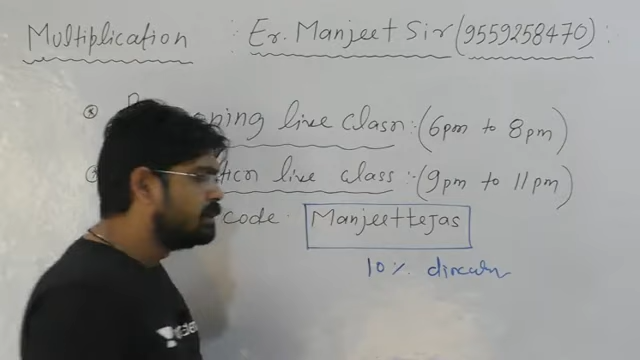 Multiplication : Er. Manjeet Sir (9559258470) :
live class :- (6pm to 8pm)
live class :- (9pm to 11pm)
code Manjeettejas
10%